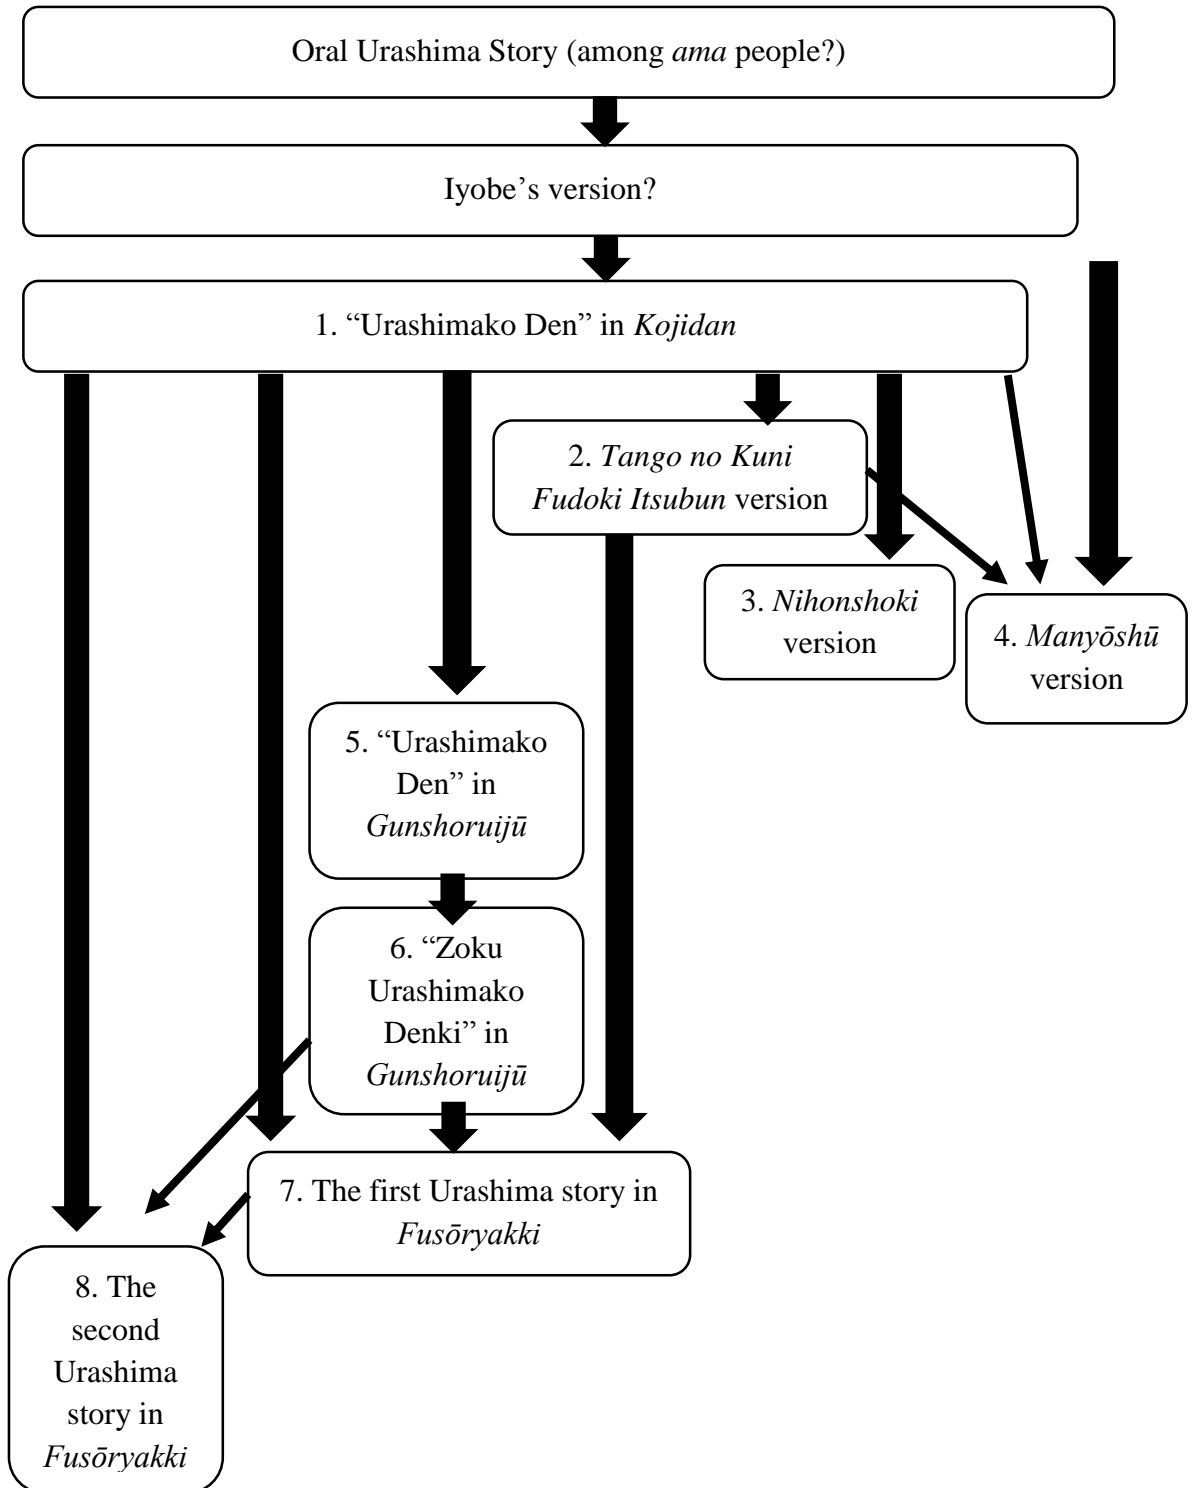 Oral Urashima Story (among ama people?)
Iyobe’s version?
1. “Urashimako Den” in Kojidan
2. Tango no Kuni
Fudoki Itsubun version
3. Nihonshoki
version
4. Manyōshū
version
5. “Urashimako
Den” in
Gunshoruijū
6. “Zoku
Urashimako
Denki” in
Gunshoruijū
7. The first Urashima story in
Fusōryakki
8. The
second
Urashima
story in
Fusōryakki